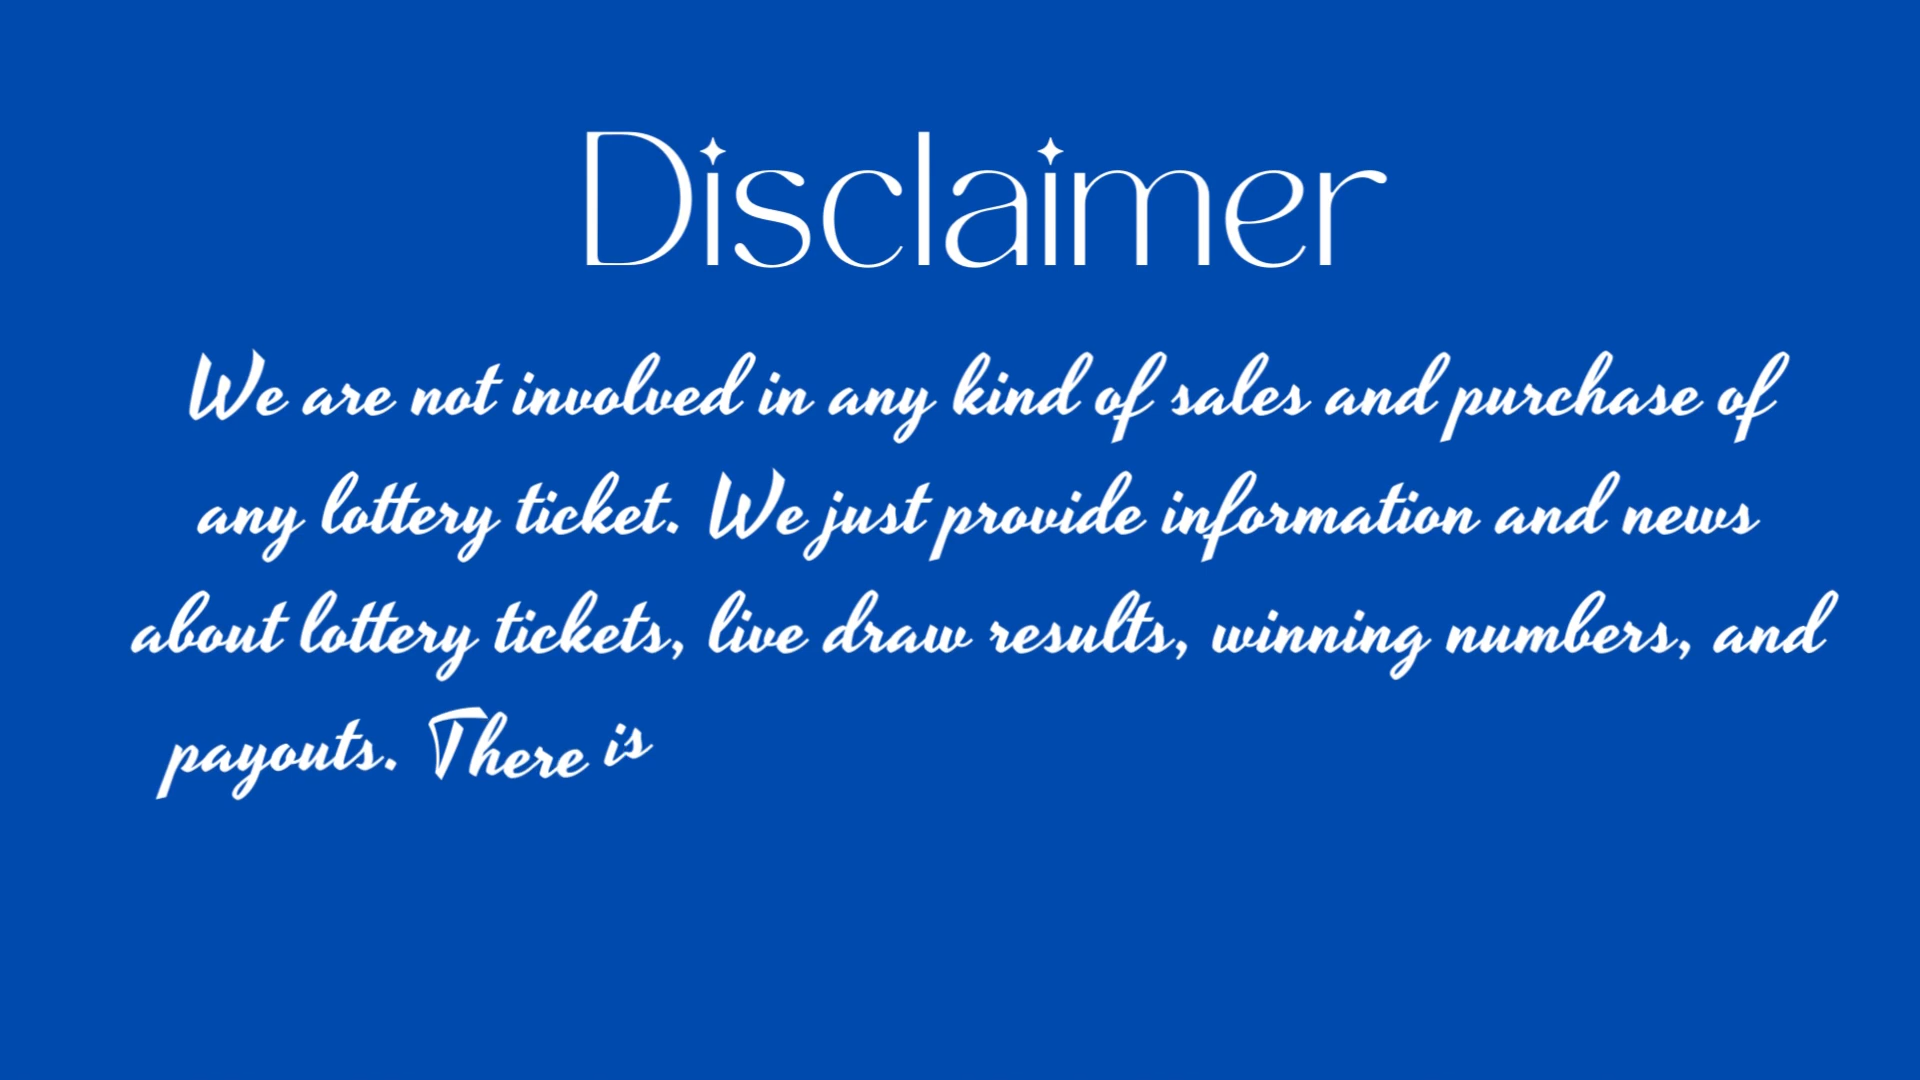 Disclaimer
We are not involved in any kind of sales and purchase of
any lottery ticket. We just provide information and news
about lottery tickets, live draw results, winning numbers, and
payouts. There is